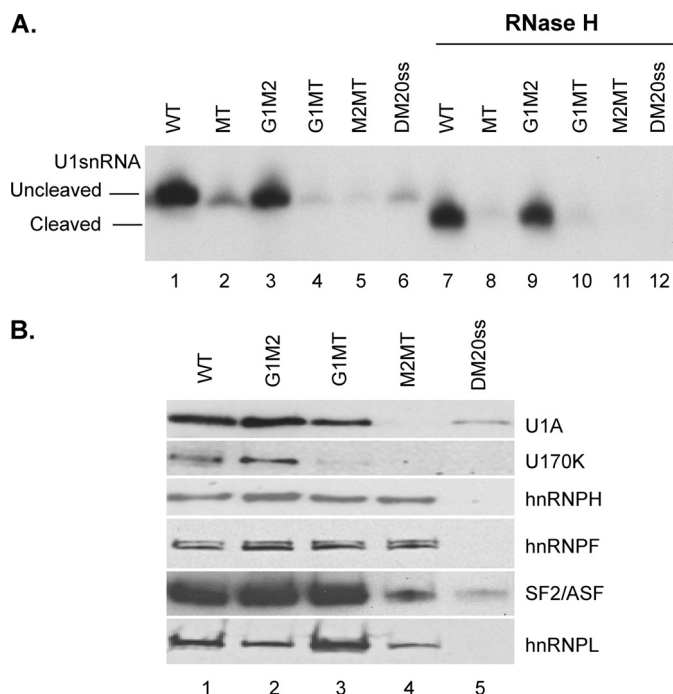 A.
RNase H
WT MT G1M2 G1MT M2MT DM20ss WT MT G1M2 G1MT M2MT DM20ss
U1snRNA
Uncleaved
Cleaved
1 2 3 4 5 6 7 8 9 10 11 12
B.
WT G1M2 G1MT M2MT DM20ss
U1A
U170K
hnRNPH
hnRNPF
SF2/ASF
hnRNPL
1 2 3 4 5